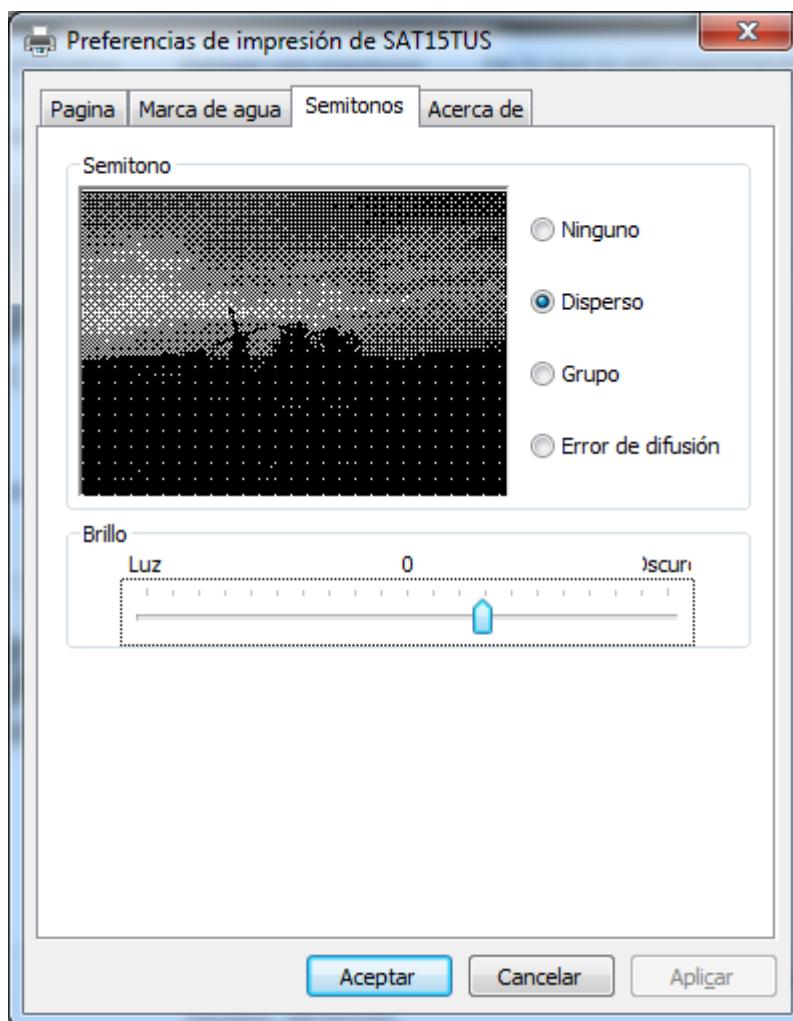 Preferencias de impresión de SAT15TUS
Pagina Marca de agua Semitonos Acerca de
Semitono
Ninguno
Disperso
Grupo
Error de difusión
Brillo
Luz 0 Oscuro
Aceptar Cancelar Aplicar